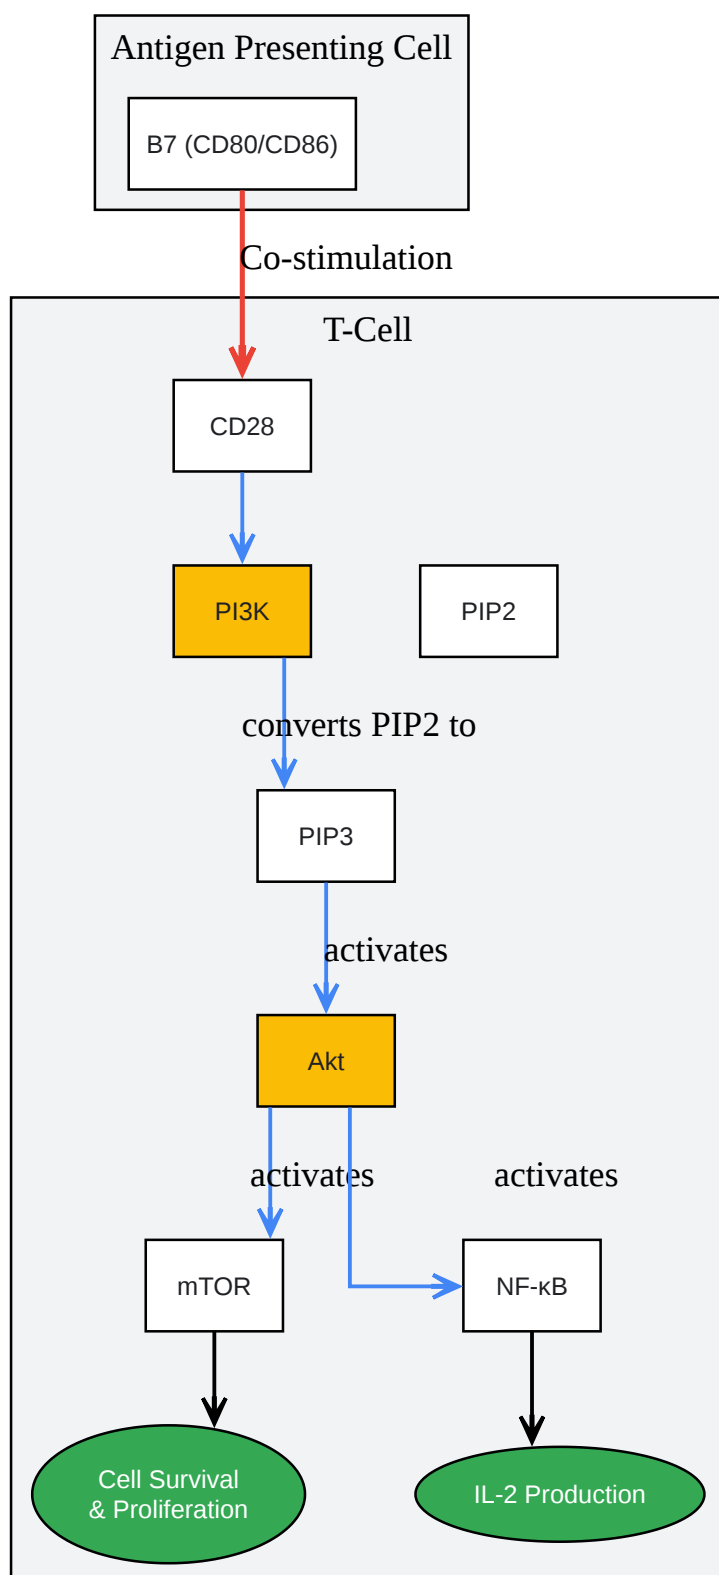 Antigen Presenting Cell
B7 (CD80/CD86)
Co-stimulation
T-Cell
CD28
PI3K
PIP2
converts PIP2 to
PIP3
activates
Akt
activates
activates
mTOR
NF-κB
Cell Survival
& Proliferation
IL-2 Production